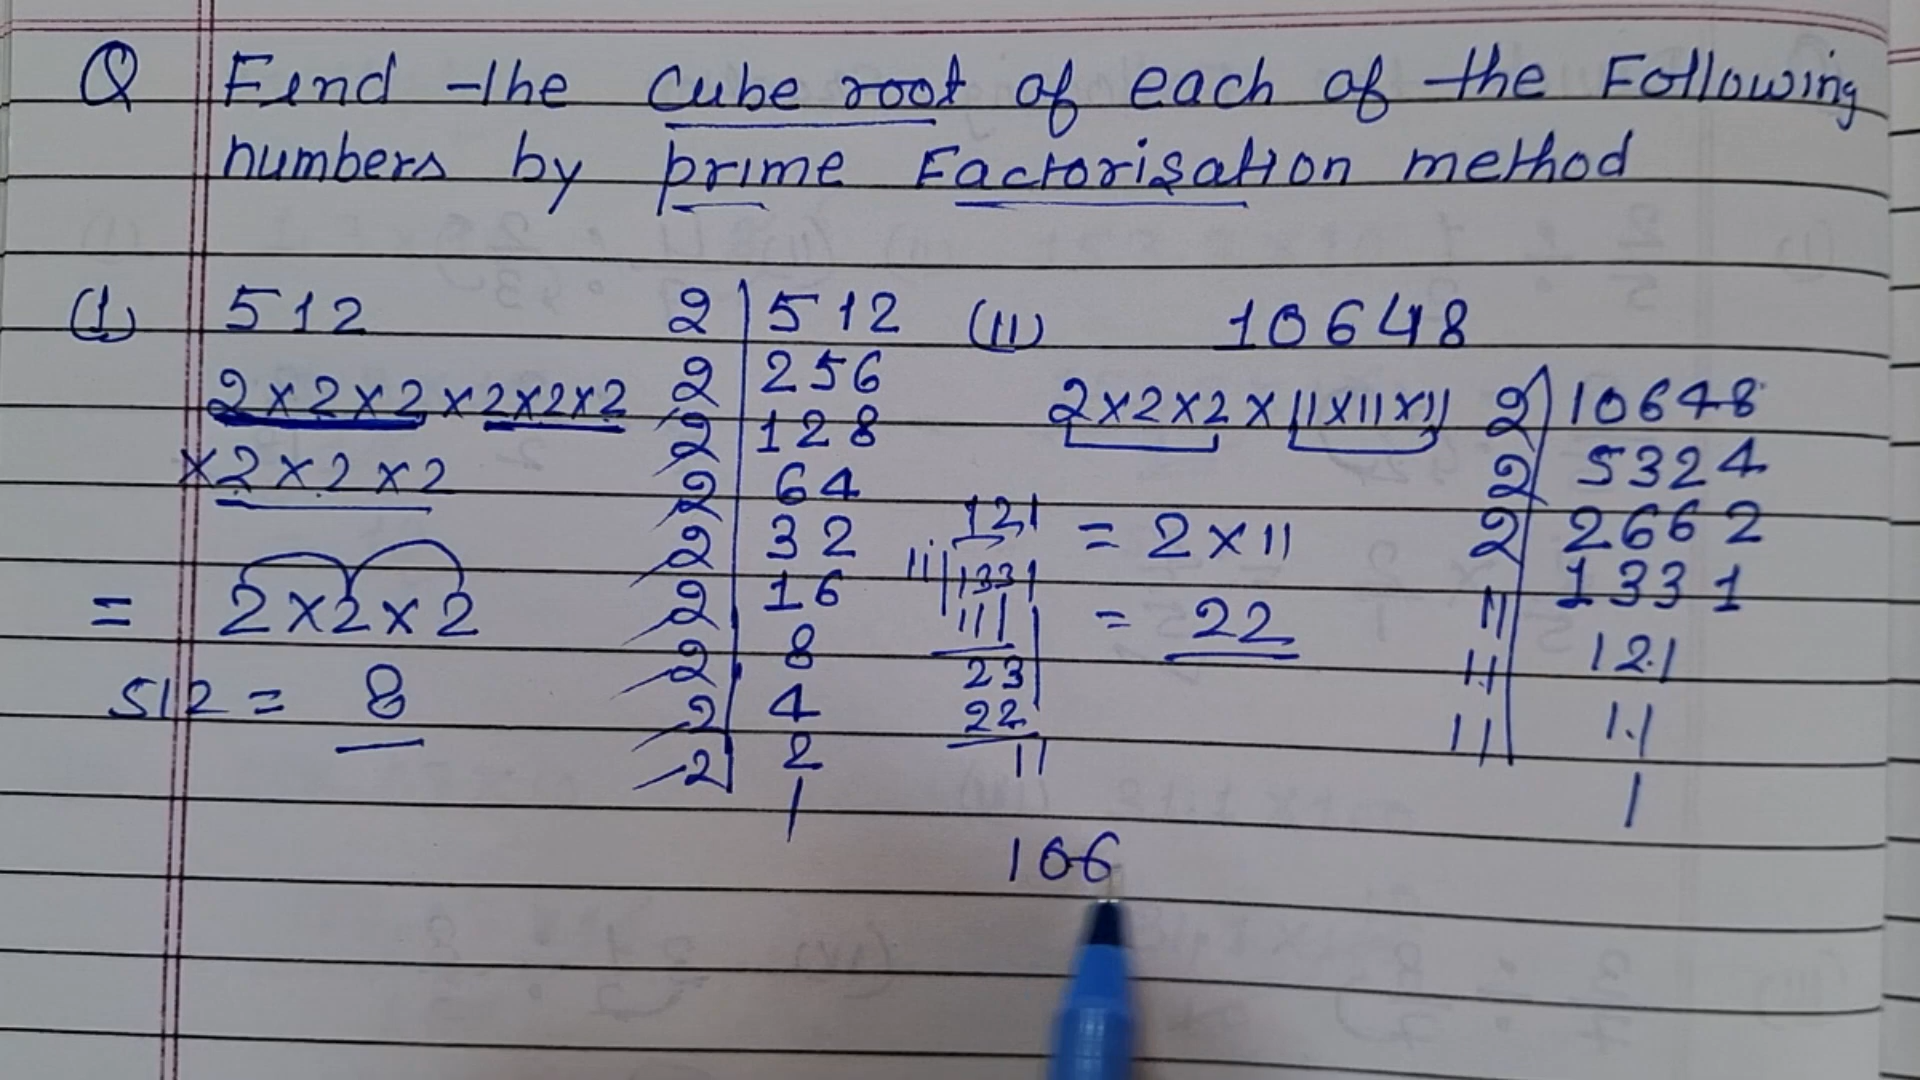 Q Find the cube root of each of the Following
numbers by prime Factorisation method
(I) 512
2×2×2×2×2×2
×2×2×2
= 2×2×2
512 = 8
2 | 512
2 | 256
2 | 128
2 | 64
2 | 32
2 | 16
2 | 8
2 | 4
2 | 2
1
(II) 10648
2×2×2×11×11×11
= 2×11
= 22
121
11 | 1331
11
23
22
11
2 | 10648
2 | 5324
2 | 2662
11 | 1331
11 | 121
11 | 11
1
106